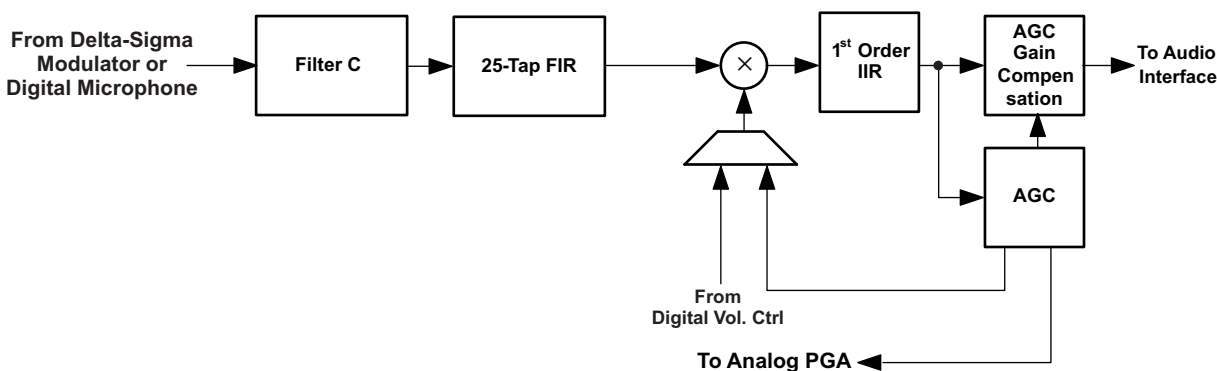 From Delta-Sigma
Modulator or
Digital Microphone
Filter C
25-Tap FIR
×
1st Order
IIR
AGC
Gain
Compen
sation
To Audio
Interface
AGC
From
Digital Vol. Ctrl
To Analog PGA